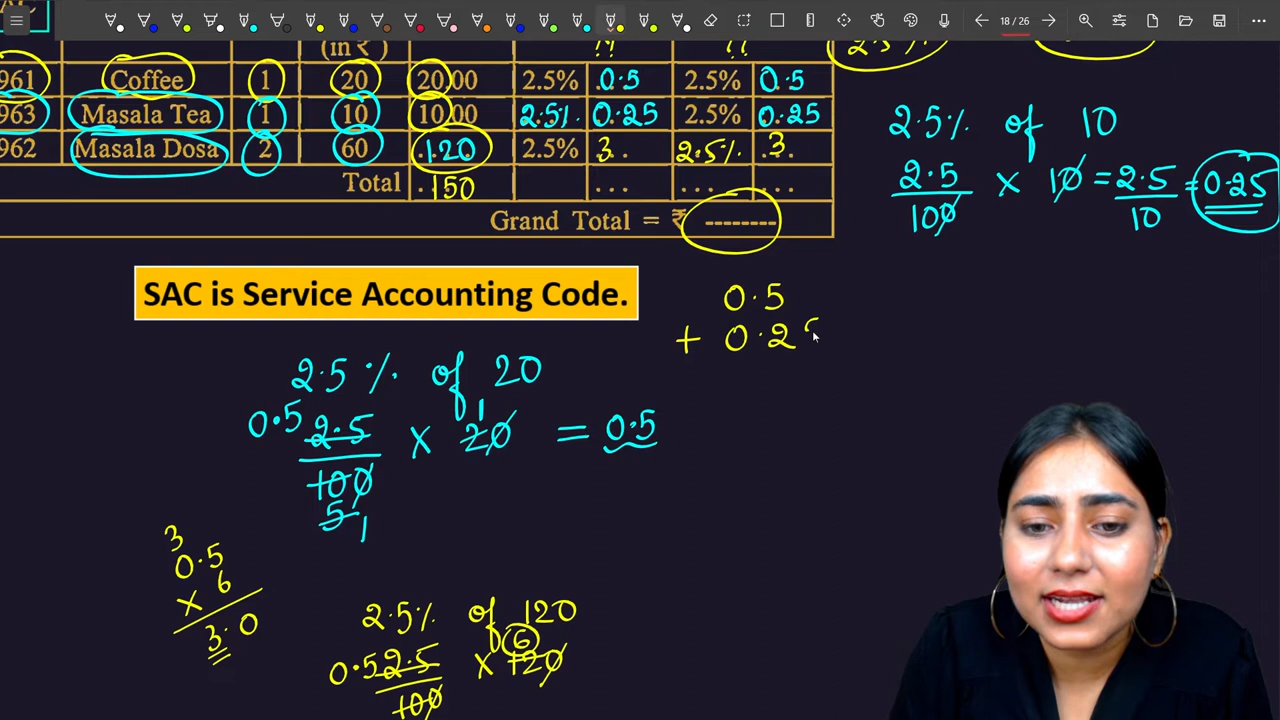 18 / 26
(in ₹)
2.5%
961 Coffee 1 20 20.00 2.5% 0.5 2.5% 0.5
963 Masala Tea 1 10 10.00 2.5% 0.25 2.5% 0.25
962 Masala Dosa 2 60 120 2.5% 3 2.5% 3
Total 150 ... ... ...
Grand Total = ₹ --------
2.5% of 10
2.5/100 × 10 = 2.5/10 = 0.25
SAC is Service Accounting Code.
0.5
+ 0.2
2.5% of 20
1
0.5 2.5/100 × 20 = 0.5
5 1
3
0.5
× 6
3.0
2.5% of 120
6
0.5 2.5/100 × 120